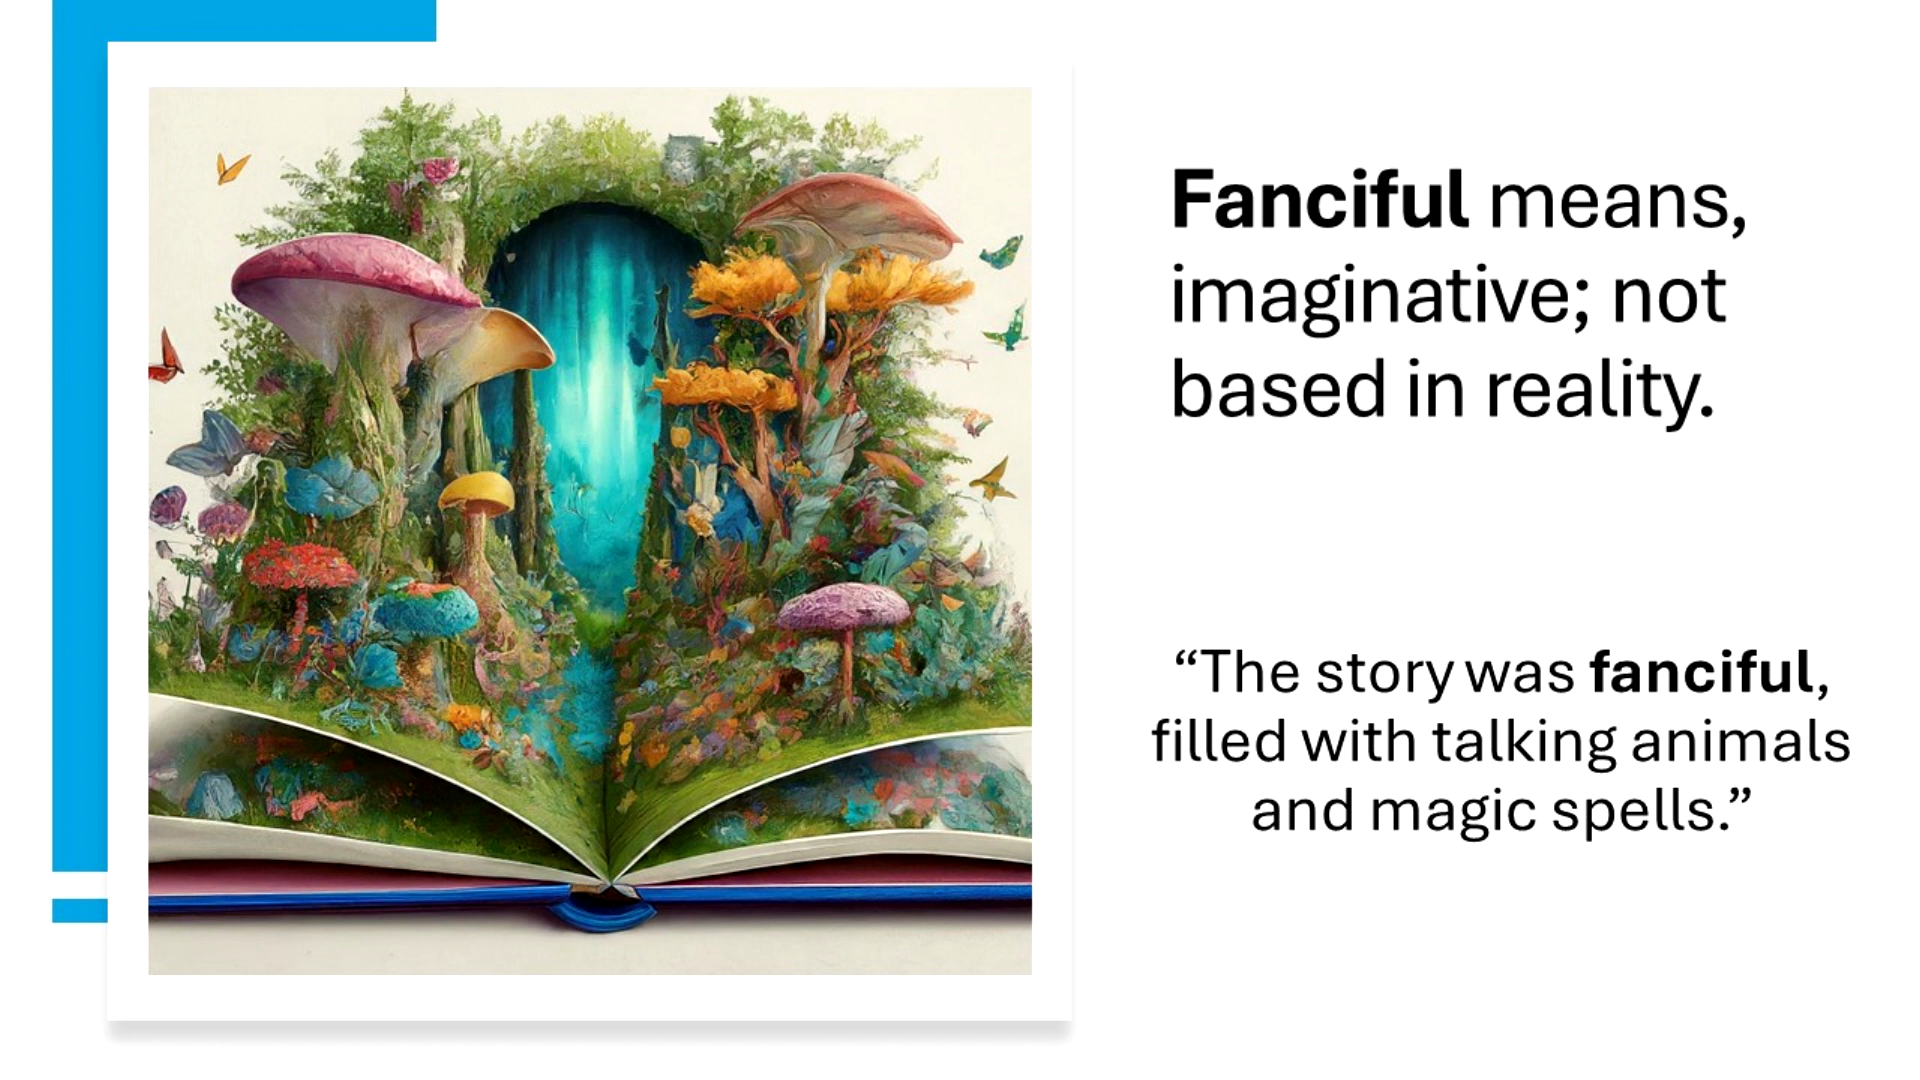 Fanciful means,
imaginative; not
based in reality.
“The story was fanciful,
filled with talking animals
and magic spells.”